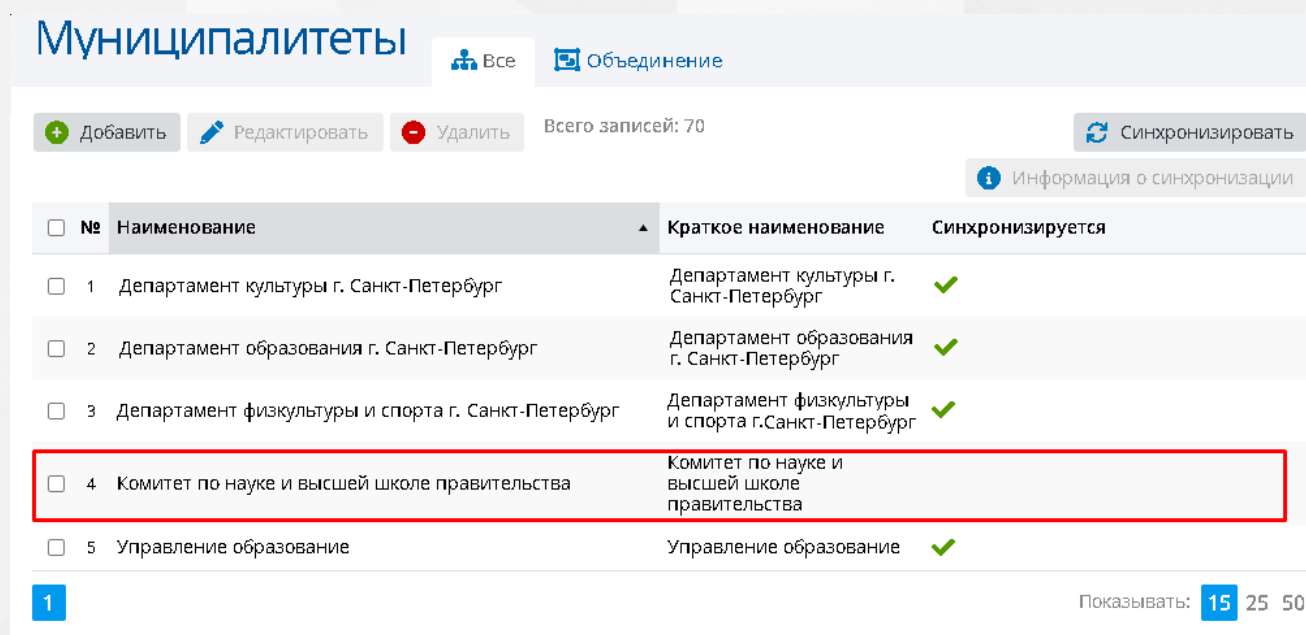 Муниципалитеты
Все
Объединение
Добавить
Редактировать
Удалить
Всего записей: 70
Синхронизировать
Информация о синхронизации
№ Наименование Краткое наименование Синхронизируется
1 Департамент культуры г. Санкт-Петербург Департамент культуры г.
Санкт-Петербург
2 Департамент образования г. Санкт-Петербург Департамент образования
г. Санкт-Петербург
3 Департамент физкультуры и спорта г. Санкт-Петербург Департамент физкультуры
и спорта г.Санкт-Петербург
4 Комитет по науке и высшей школе правительства Комитет по науке и
высшей школе
правительства
5 Управление образование Управление образование
1
Показывать: 15 25 50